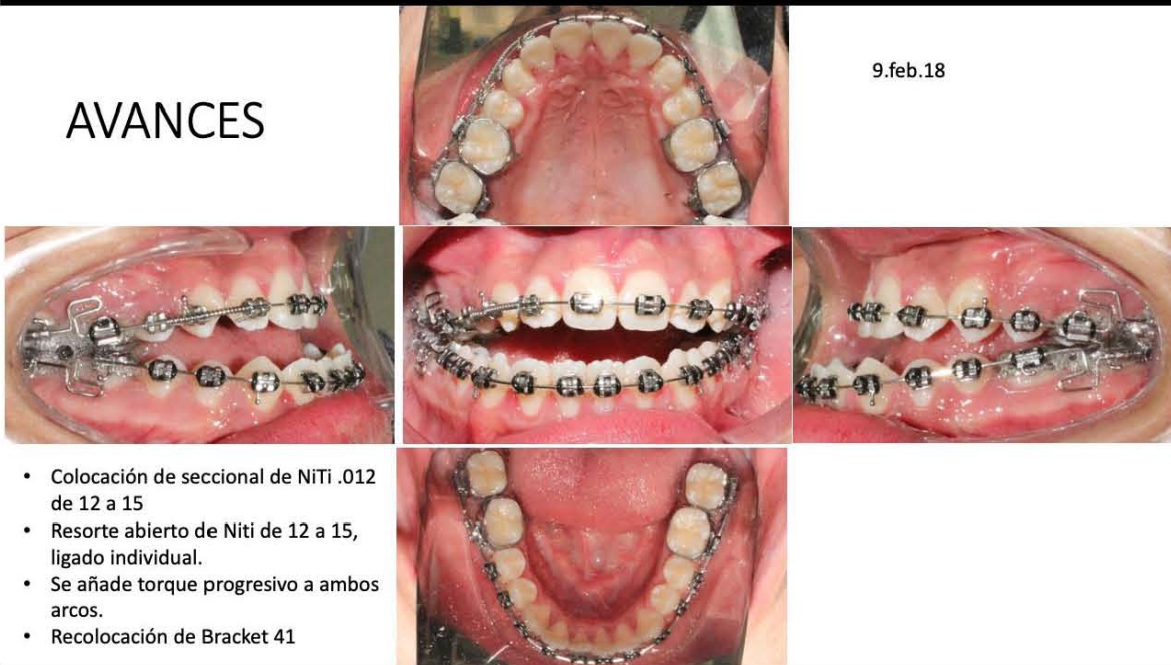 AVANCES
9.feb.18
• Colocación de seccional de NiTi .012
de 12 a 15
• Resorte abierto de Niti de 12 a 15,
ligado individual.
• Se añade torque progresivo a ambos
arcos.
• Recolocación de Bracket 41